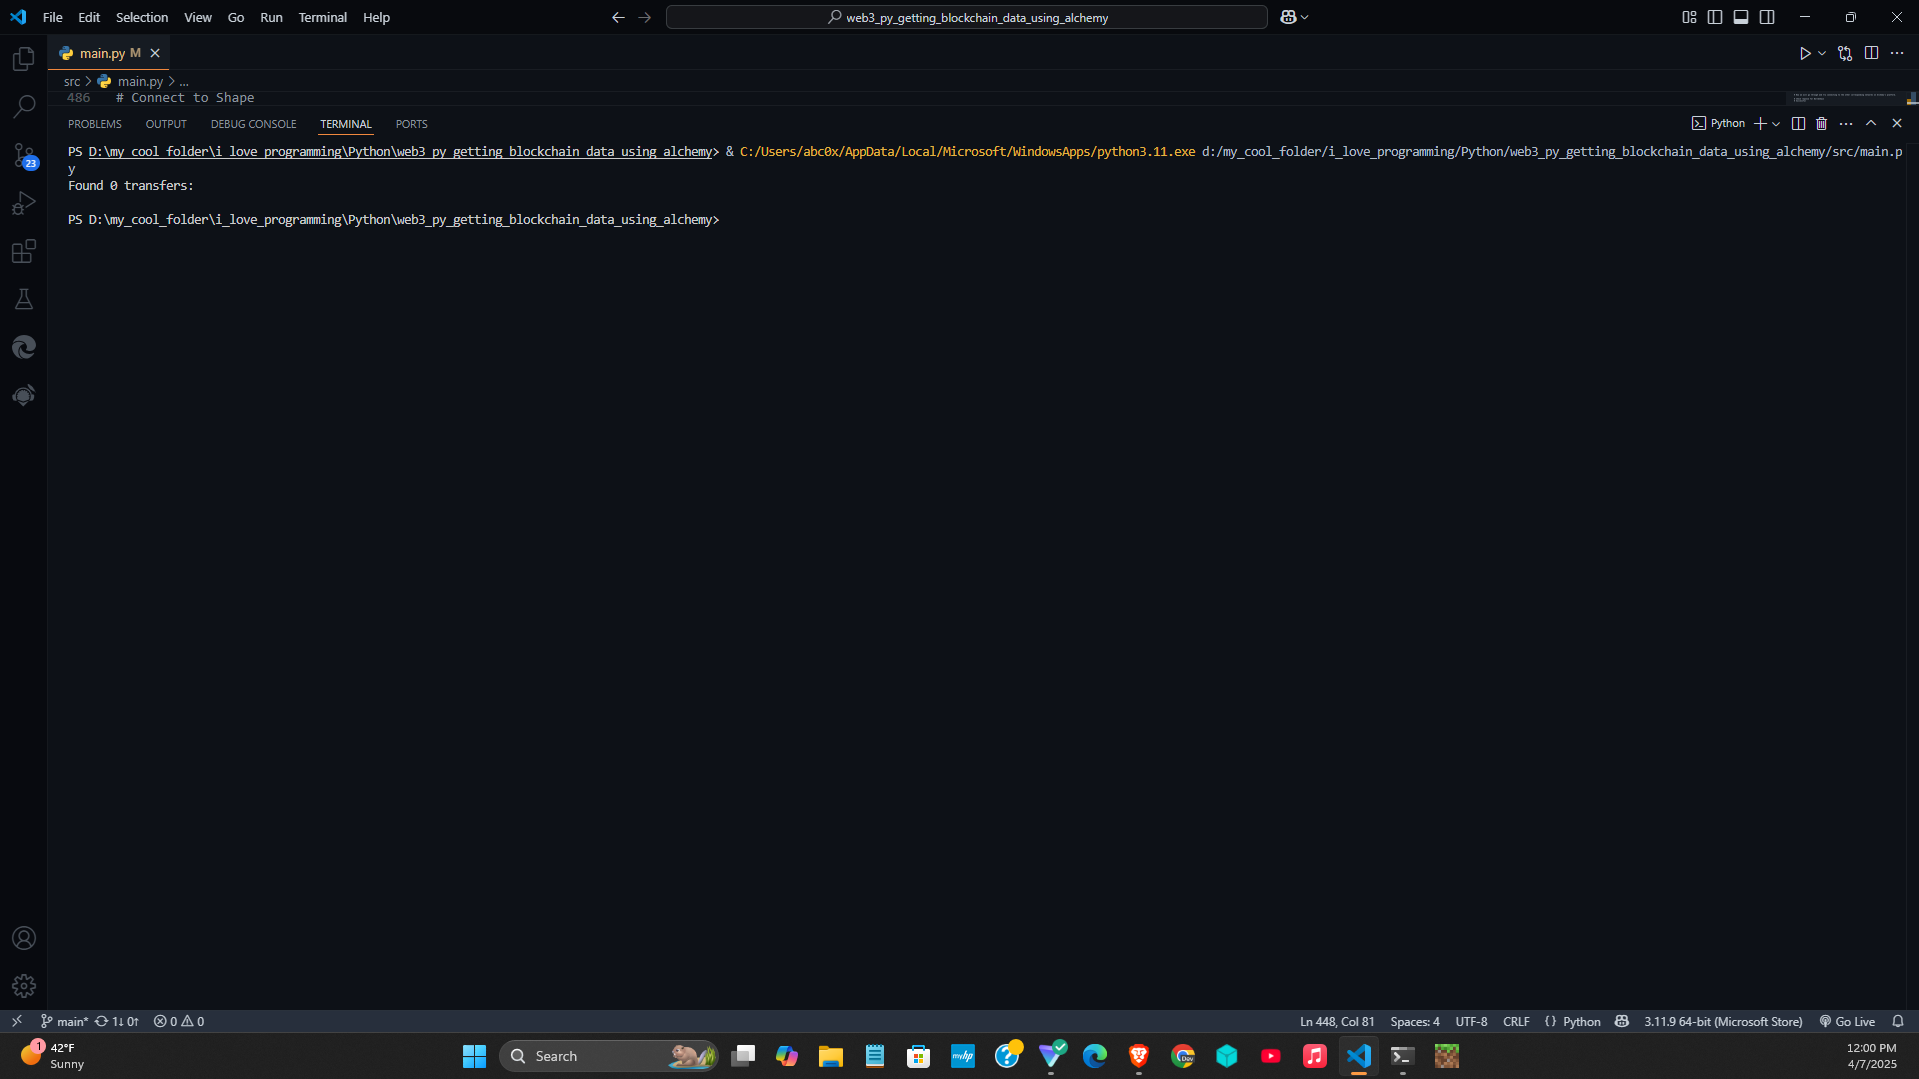 File Edit Selection View Go Run Terminal Help
web3_py_getting_blockchain_data_using_alchemy
main.py M
src > main.py > ...
486 # Connect to Shape
PROBLEMS OUTPUT DEBUG CONSOLE TERMINAL PORTS
Python
PS D:\my_cool_folder\i_love_programming\Python\web3_py_getting_blockchain_data_using_alchemy> & C:/Users/abc0x/AppData/Local/Microsoft/WindowsApps/python3.11.exe d:/my_cool_folder/i_love_programming/Python/web3_py_getting_blockchain_data_using_alchemy/src/main.p
y
Found 0 transfers:
PS D:\my_cool_folder\i_love_programming\Python\web3_py_getting_blockchain_data_using_alchemy>
23
main* 1↓ 0↑ 0 0
Ln 448, Col 81 Spaces: 4 UTF-8 CRLF {} Python 3.11.9 64-bit (Microsoft Store) Go Live
1
42°F
Sunny
Search
myhp
Dev
12:00 PM
4/7/2025